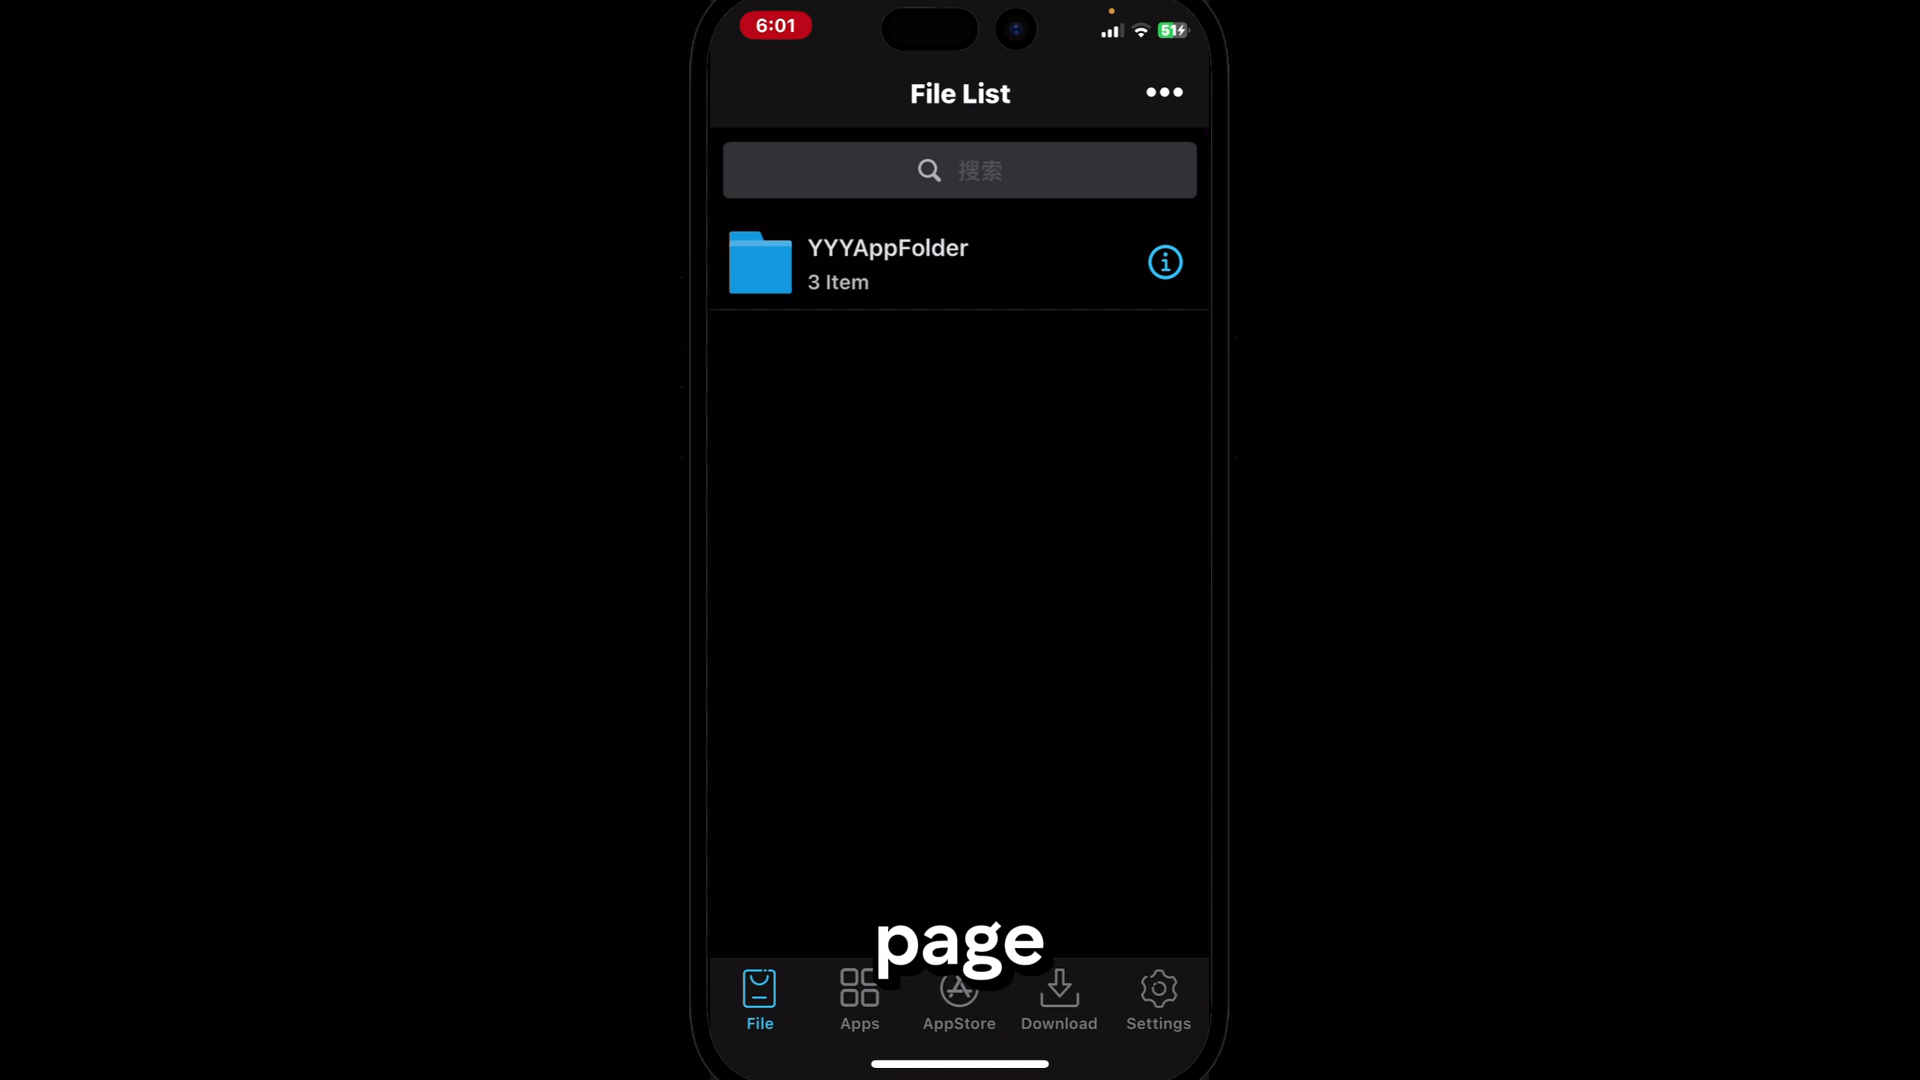 6:01
51
File List
搜索
YYYAppFolder
3 Item
page
File
Apps
AppStore
Download
Settings